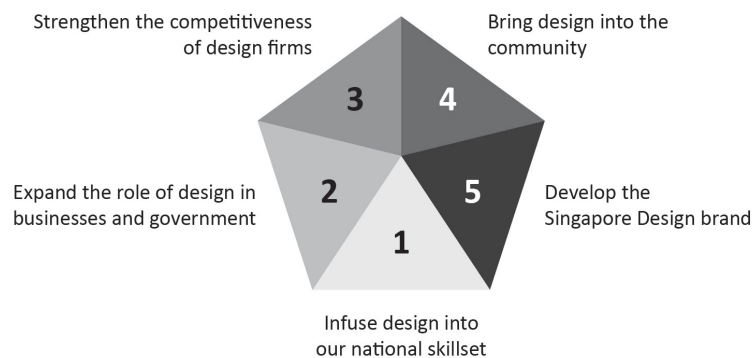 Strengthen the competitiveness
of design firms
Bring design into the
community
3
4
Expand the role of design in
businesses and government
2
5
Develop the
Singapore Design brand
1
Infuse design into
our national skillset